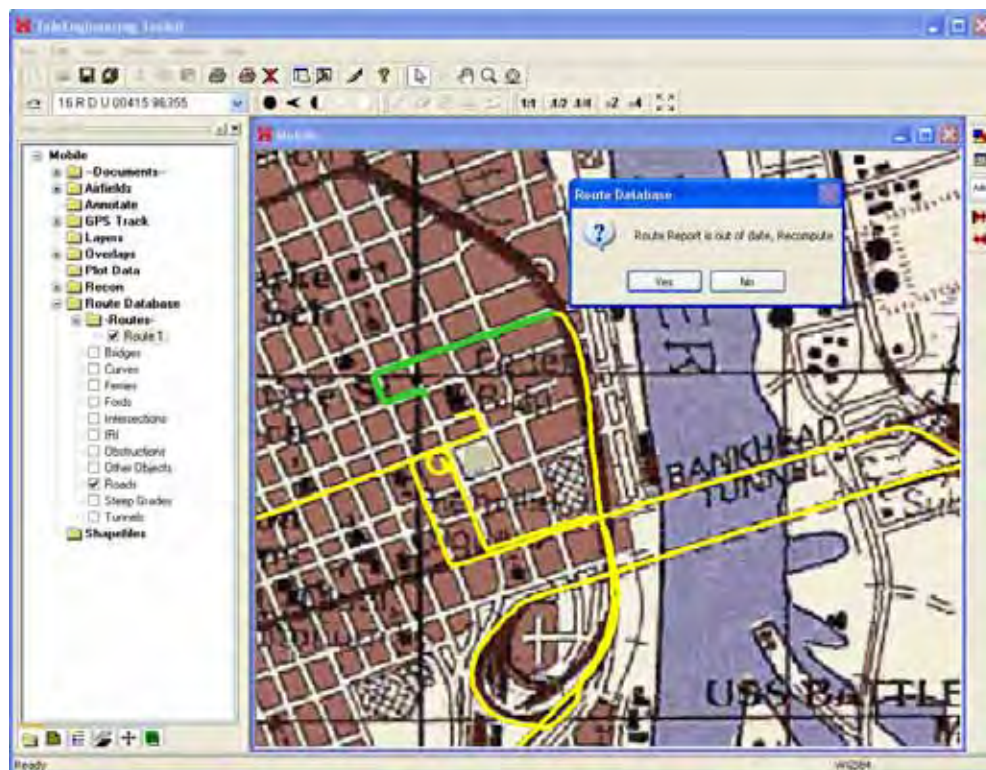 TeleEngineering Toolkit
16 R D U 00415 96355
1:1 1/2 1/4 x2 x4
Mobile
Mobile
-Documents-
Airfields
Annotate
GPS Track
Layers
Overlays
Plot Data
Recon
Route Database
-Routes-
Route 1
Bridges
Curves
Ferries
Fords
Intersections
IRI
Obstructions
Other Objects
Roads
Steep Grades
Tunnels
Shapefiles
Route Database
Route Report is out of date, Recompute
Yes No
E R
BANKHEAD
TUNNEL
USS BATTLE
Ready
WGS84